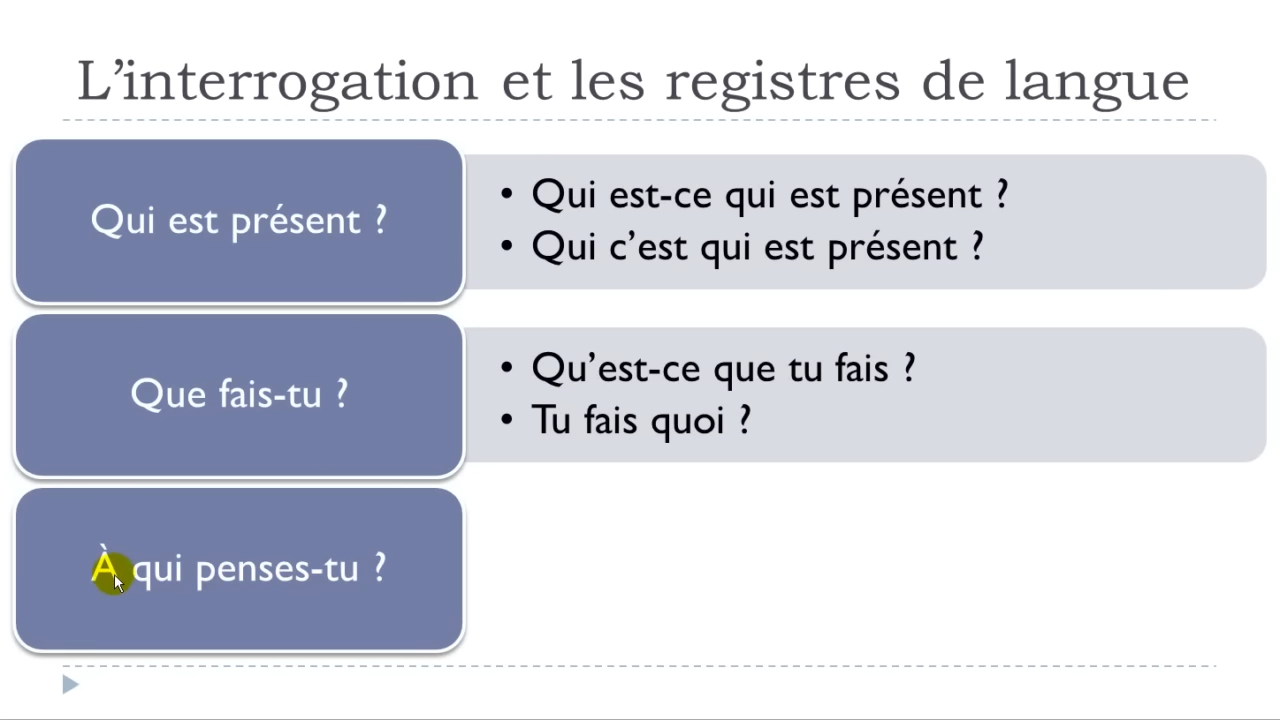 L’interrogation et les registres de langue
Qui est présent ?
• Qui est-ce qui est présent ?
• Qui c’est qui est présent ?
Que fais-tu ?
• Qu’est-ce que tu fais ?
• Tu fais quoi ?
À qui penses-tu ?